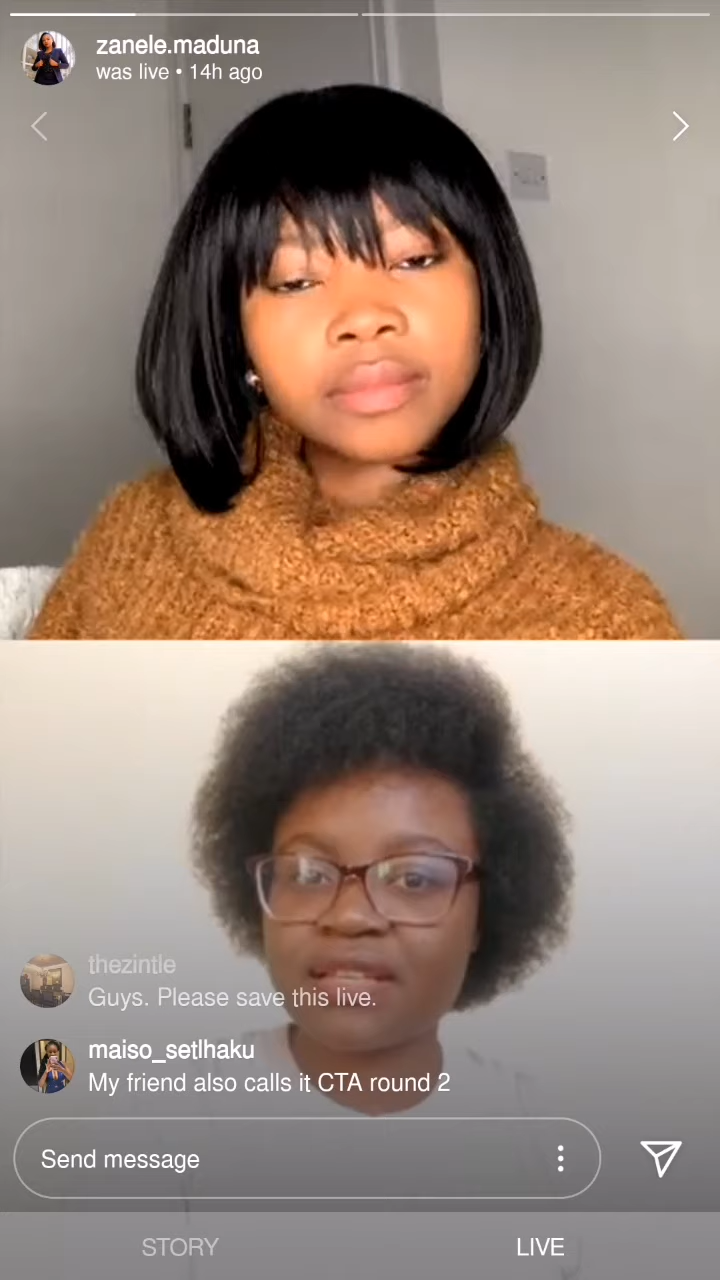 zanele.maduna
was live • 14h ago
thezintle
Guys. Please save this live.
maiso_setlhaku
My friend also calls it CTA round 2
Send message
STORY
LIVE